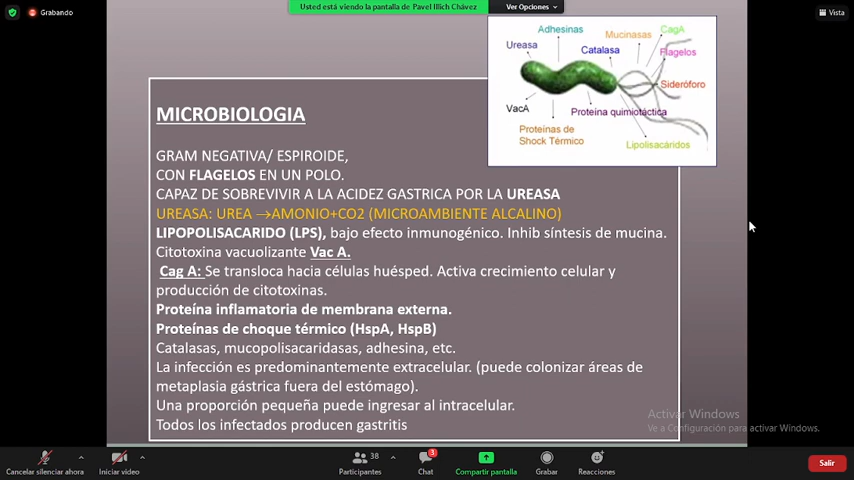 Grabando
Usted está viendo la pantalla de Pavel Illich Chávez
Ver Opciones
Vista
Adhesinas
Mucinasas
CagA
Ureasa
Catalasa
Flagelos
Sideróforo
VacA
Proteína quimiotáctica
Proteínas de
Shock Térmico
Lipolisacáridos
MICROBIOLOGIA
GRAM NEGATIVA/ ESPIROIDE,
CON FLAGELOS EN UN POLO.
CAPAZ DE SOBREVIVIR A LA ACIDEZ GASTRICA POR LA UREASA
UREASA: UREA →AMONIO+CO2 (MICROAMBIENTE ALCALINO)
LIPOPOLISACARIDO (LPS), bajo efecto inmunogénico. Inhib síntesis de mucina.
Citotoxina vacuolizante Vac A.
Cag A: Se transloca hacia células huésped. Activa crecimiento celular y
producción de citotoxinas.
Proteína inflamatoria de membrana externa.
Proteínas de choque térmico (HspA, HspB)
Catalasas, mucopolisacaridasas, adhesina, etc.
La infección es predominantemente extracelular. (puede colonizar áreas de
metaplasia gástrica fuera del estómago).
Una proporción pequeña puede ingresar al intracelular.
Todos los infectados producen gastritis
Activar Windows
Ve a Configuración para activar Windows.
Cancelar silenciar ahora
Iniciar video
38
Participantes
3
Chat
Compartir pantalla
Grabar
Reacciones
Salir